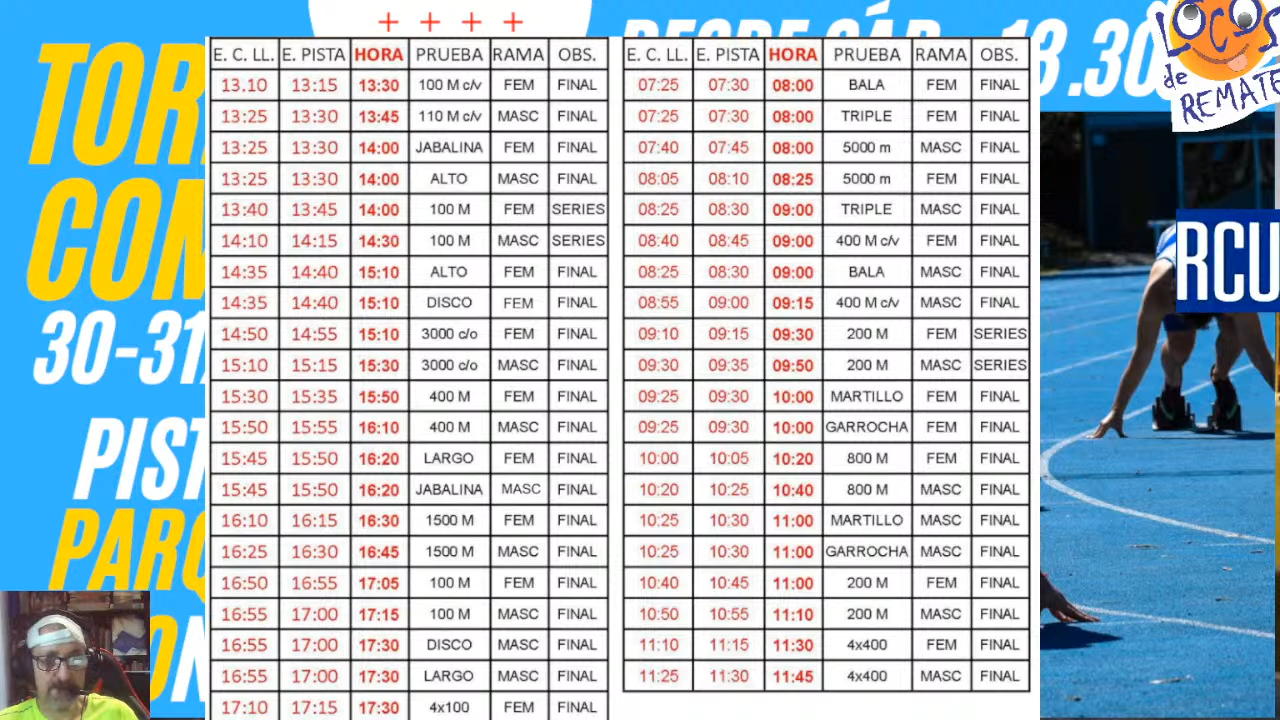 DESDE SÁB 13.30
LOCOS
de
REMATE
TOR
COM
30-31
PIST
PARQ
RCU
E. C. LL. E. PISTA HORA PRUEBA RAMA OBS.
13.10 13:15 13:30 100 M c/v FEM FINAL
13:25 13:30 13:45 110 M c/v MASC FINAL
13:25 13:30 14:00 JABALINA FEM FINAL
13:25 13:30 14:00 ALTO MASC FINAL
13:40 13:45 14:00 100 M FEM SERIES
14:10 14:15 14:30 100 M MASC SERIES
14:35 14:40 15:10 ALTO FEM FINAL
14:35 14:40 15:10 DISCO FEM FINAL
14:50 14:55 15:10 3000 c/o FEM FINAL
15:10 15:15 15:30 3000 c/o MASC FINAL
15:30 15:35 15:50 400 M FEM FINAL
15:50 15:55 16:10 400 M MASC FINAL
15:45 15:50 16:20 LARGO FEM FINAL
15:45 15:50 16:20 JABALINA MASC FINAL
16:10 16:15 16:30 1500 M FEM FINAL
16:25 16:30 16:45 1500 M MASC FINAL
16:50 16:55 17:05 100 M FEM FINAL
16:55 17:00 17:15 100 M MASC FINAL
16:55 17:00 17:30 DISCO MASC FINAL
16:55 17:00 17:30 LARGO MASC FINAL
17:10 17:15 17:30 4x100 FEM FINAL
E. C. LL. E. PISTA HORA PRUEBA RAMA OBS.
07:25 07:30 08:00 BALA FEM FINAL
07:25 07:30 08:00 TRIPLE FEM FINAL
07:40 07:45 08:00 5000 m MASC FINAL
08:05 08:10 08:25 5000 m FEM FINAL
08:25 08:30 09:00 TRIPLE MASC FINAL
08:40 08:45 09:00 400 M c/v FEM FINAL
08:25 08:30 09:00 BALA MASC FINAL
08:55 09:00 09:15 400 M c/v MASC FINAL
09:10 09:15 09:30 200 M FEM SERIES
09:30 09:35 09:50 200 M MASC SERIES
09:25 09:30 10:00 MARTILLO FEM FINAL
09:25 09:30 10:00 GARROCHA FEM FINAL
10:00 10:05 10:20 800 M FEM FINAL
10:20 10:25 10:40 800 M MASC FINAL
10:25 10:30 11:00 MARTILLO MASC FINAL
10:25 10:30 11:00 GARROCHA MASC FINAL
10:40 10:45 11:00 200 M FEM FINAL
10:50 10:55 11:10 200 M MASC FINAL
11:10 11:15 11:30 4x400 FEM FINAL
11:25 11:30 11:45 4x400 MASC FINAL